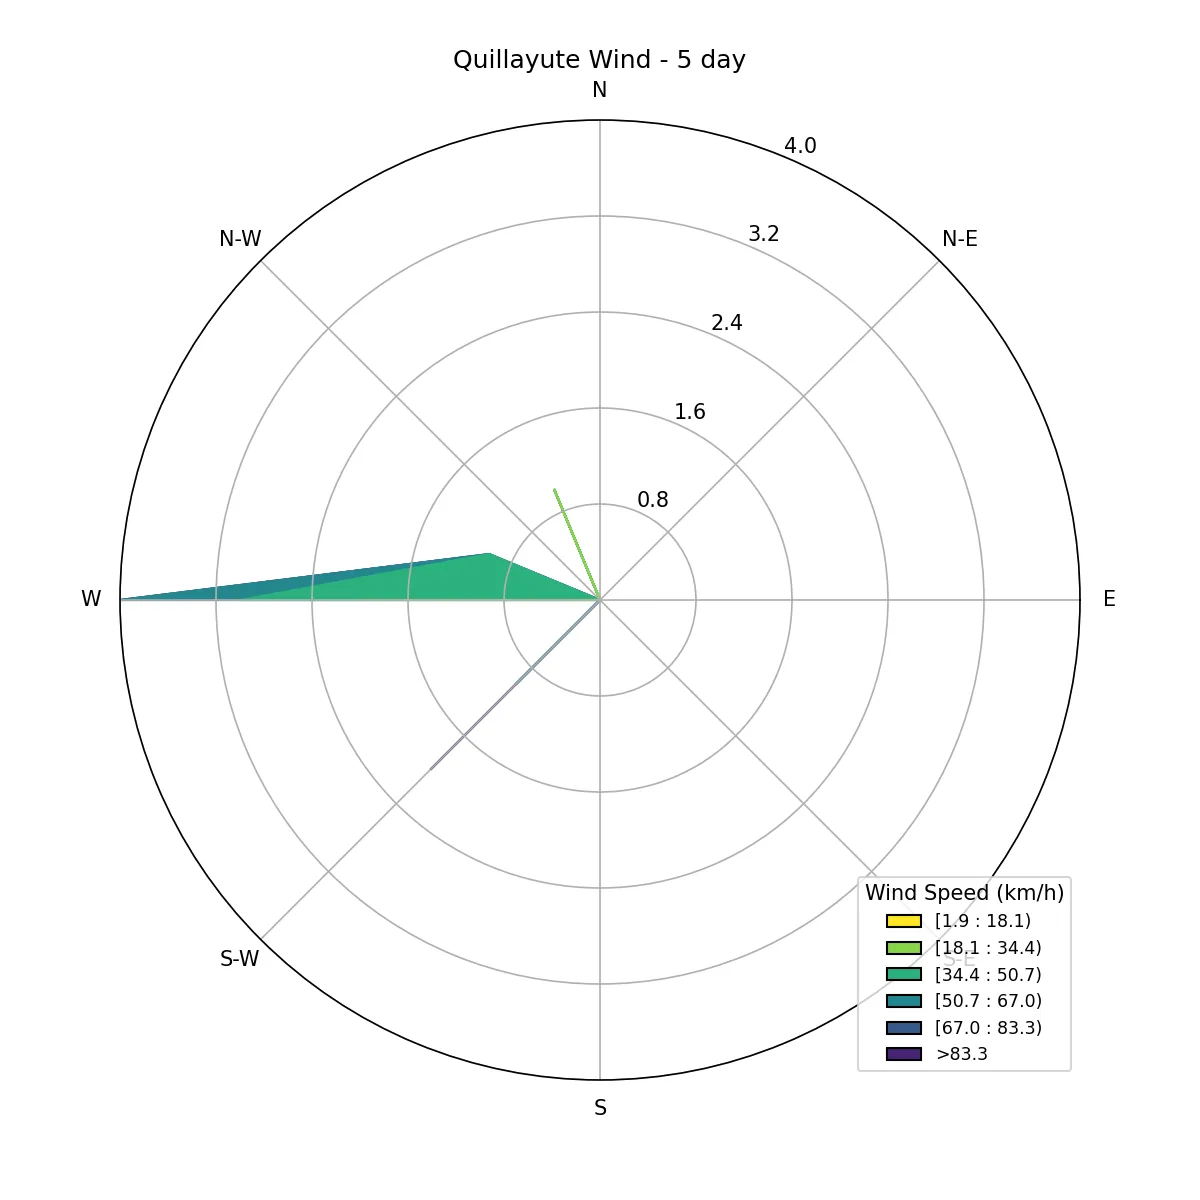 Quillayute Wind - 5 day
N
4.0
N-W
3.2
N-E
2.4
1.6
0.8
W
E
S-W
S-E
S
Wind Speed (km/h)
[1.9 : 18.1)
[18.1 : 34.4)
[34.4 : 50.7)
[50.7 : 67.0)
[67.0 : 83.3)
>83.3